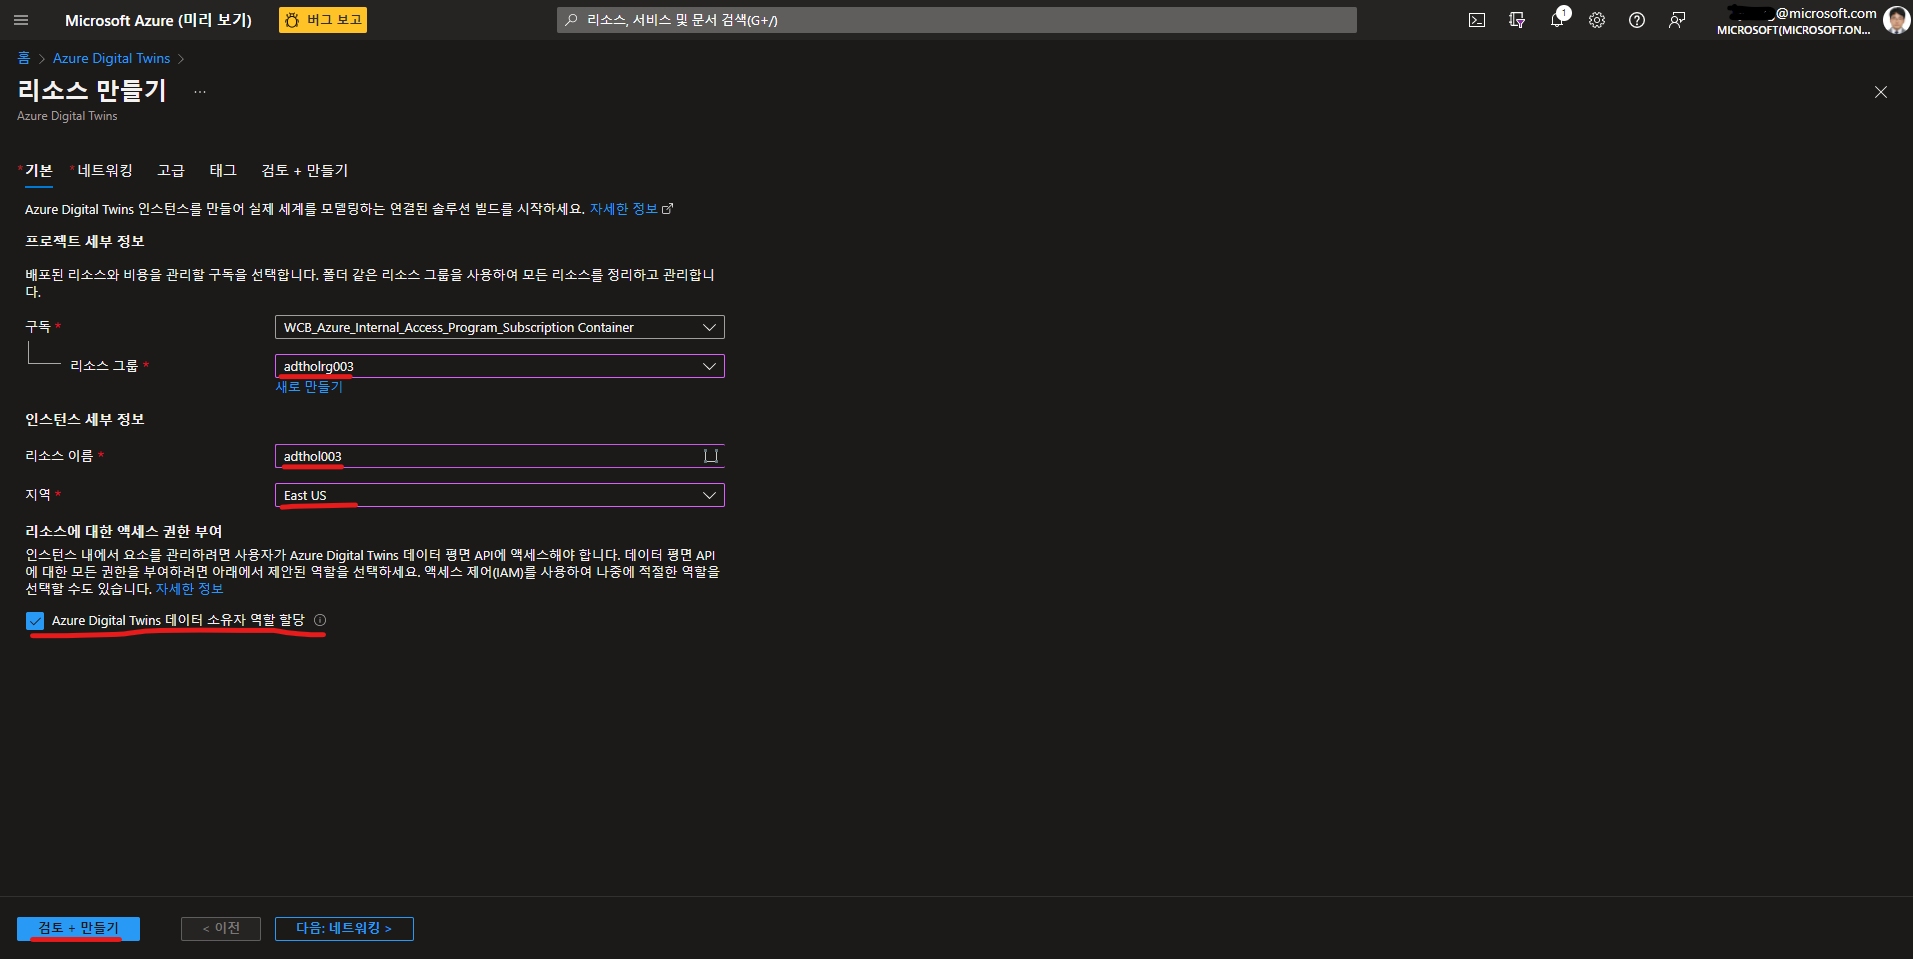 Microsoft Azure (미리 보기)
버그 보고
리소스, 서비스 및 문서 검색(G+/)
1
@microsoft.com
MICROSOFT(MICROSOFT.ON...
홈 > Azure Digital Twins >
리소스 만들기 ...
Azure Digital Twins
* 기본 * 네트워킹 고급 태그 검토 + 만들기
Azure Digital Twins 인스턴스를 만들어 실제 세계를 모델링하는 연결된 솔루션 빌드를 시작하세요. 자세한 정보
프로젝트 세부 정보
배포된 리소스와 비용을 관리할 구독을 선택합니다. 폴더 같은 리소스 그룹을 사용하여 모든 리소스를 정리하고 관리합니
다.
구독 * WCB_Azure_Internal_Access_Program_Subscription Container
리소스 그룹 * adtholrg003
새로 만들기
인스턴스 세부 정보
리소스 이름 * adthol003
지역 * East US
리소스에 대한 액세스 권한 부여
인스턴스 내에서 요소를 관리하려면 사용자가 Azure Digital Twins 데이터 평면 API에 액세스해야 합니다. 데이터 평면 API
에 대한 모든 권한을 부여하려면 아래에서 제안된 역할을 선택하세요. 액세스 제어(IAM)를 사용하여 나중에 적절한 역할을
선택할 수도 있습니다. 자세한 정보
Azure Digital Twins 데이터 소유자 역할 할당
검토 + 만들기
< 이전
다음: 네트워킹 >